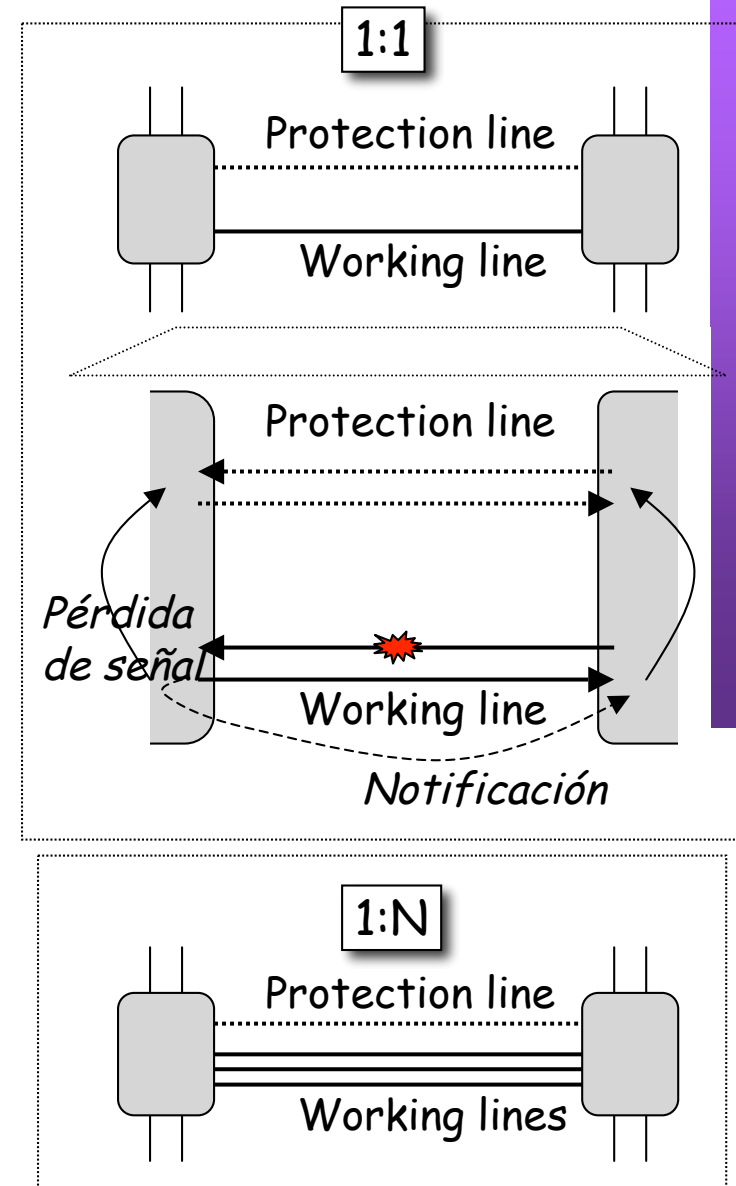 1:1
Protection line
Working line
Protection line
Pérdida
de señal
Working line
Notificación
1:N
Protection line
Working lines